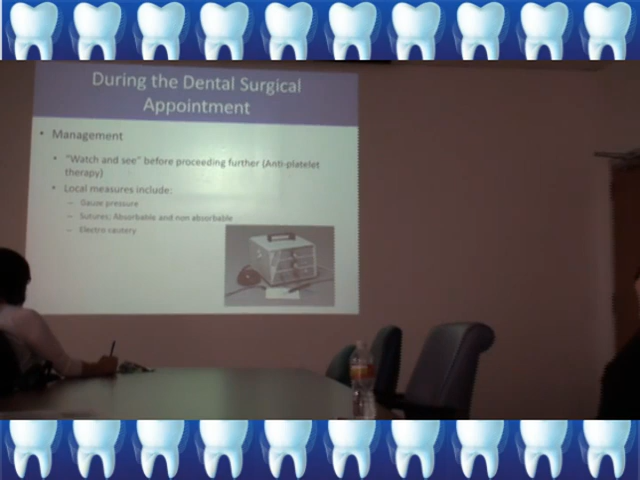 During the Dental Surgical
Appointment
• Management
• "Watch and see" before proceeding further (Anti-platelet
therapy)
• Local measures include:
– Gauze pressure
– Sutures; Absorbable and non absorbable
– Electro cautery